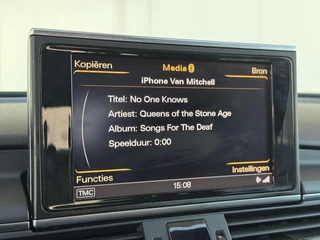 Kopiëren
Media
Bron
iPhone Van Mitchell
Titel: No One Knows
Artiest: Queens of the Stone Age
Album: Songs For The Deaf
Speelduur: 0:00
Instellingen
Functies
TMC
15:08